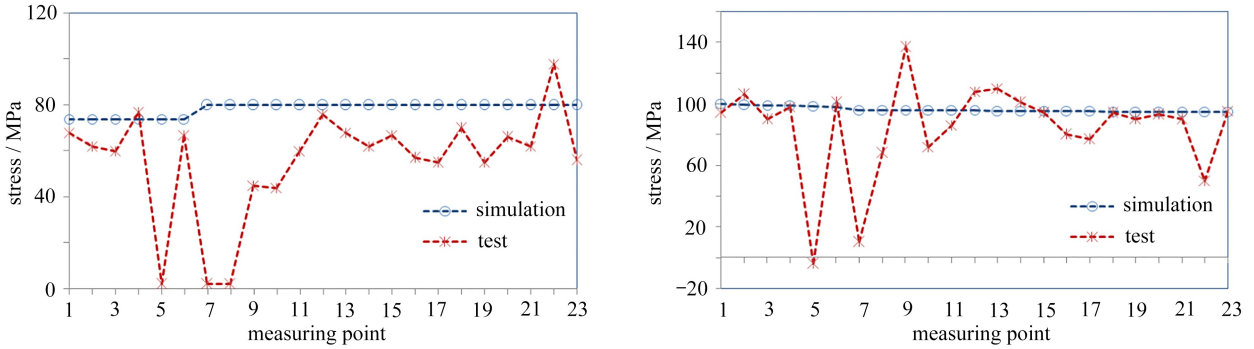 120
80
40
0
stress / MPa
simulation
test
1 3 5 7 9 11 13 15 17 19 21 23
measuring point
140
100
60
20
−20
stress / MPa
simulation
test
1 3 5 7 9 11 13 15 17 19 21 23
measuring point